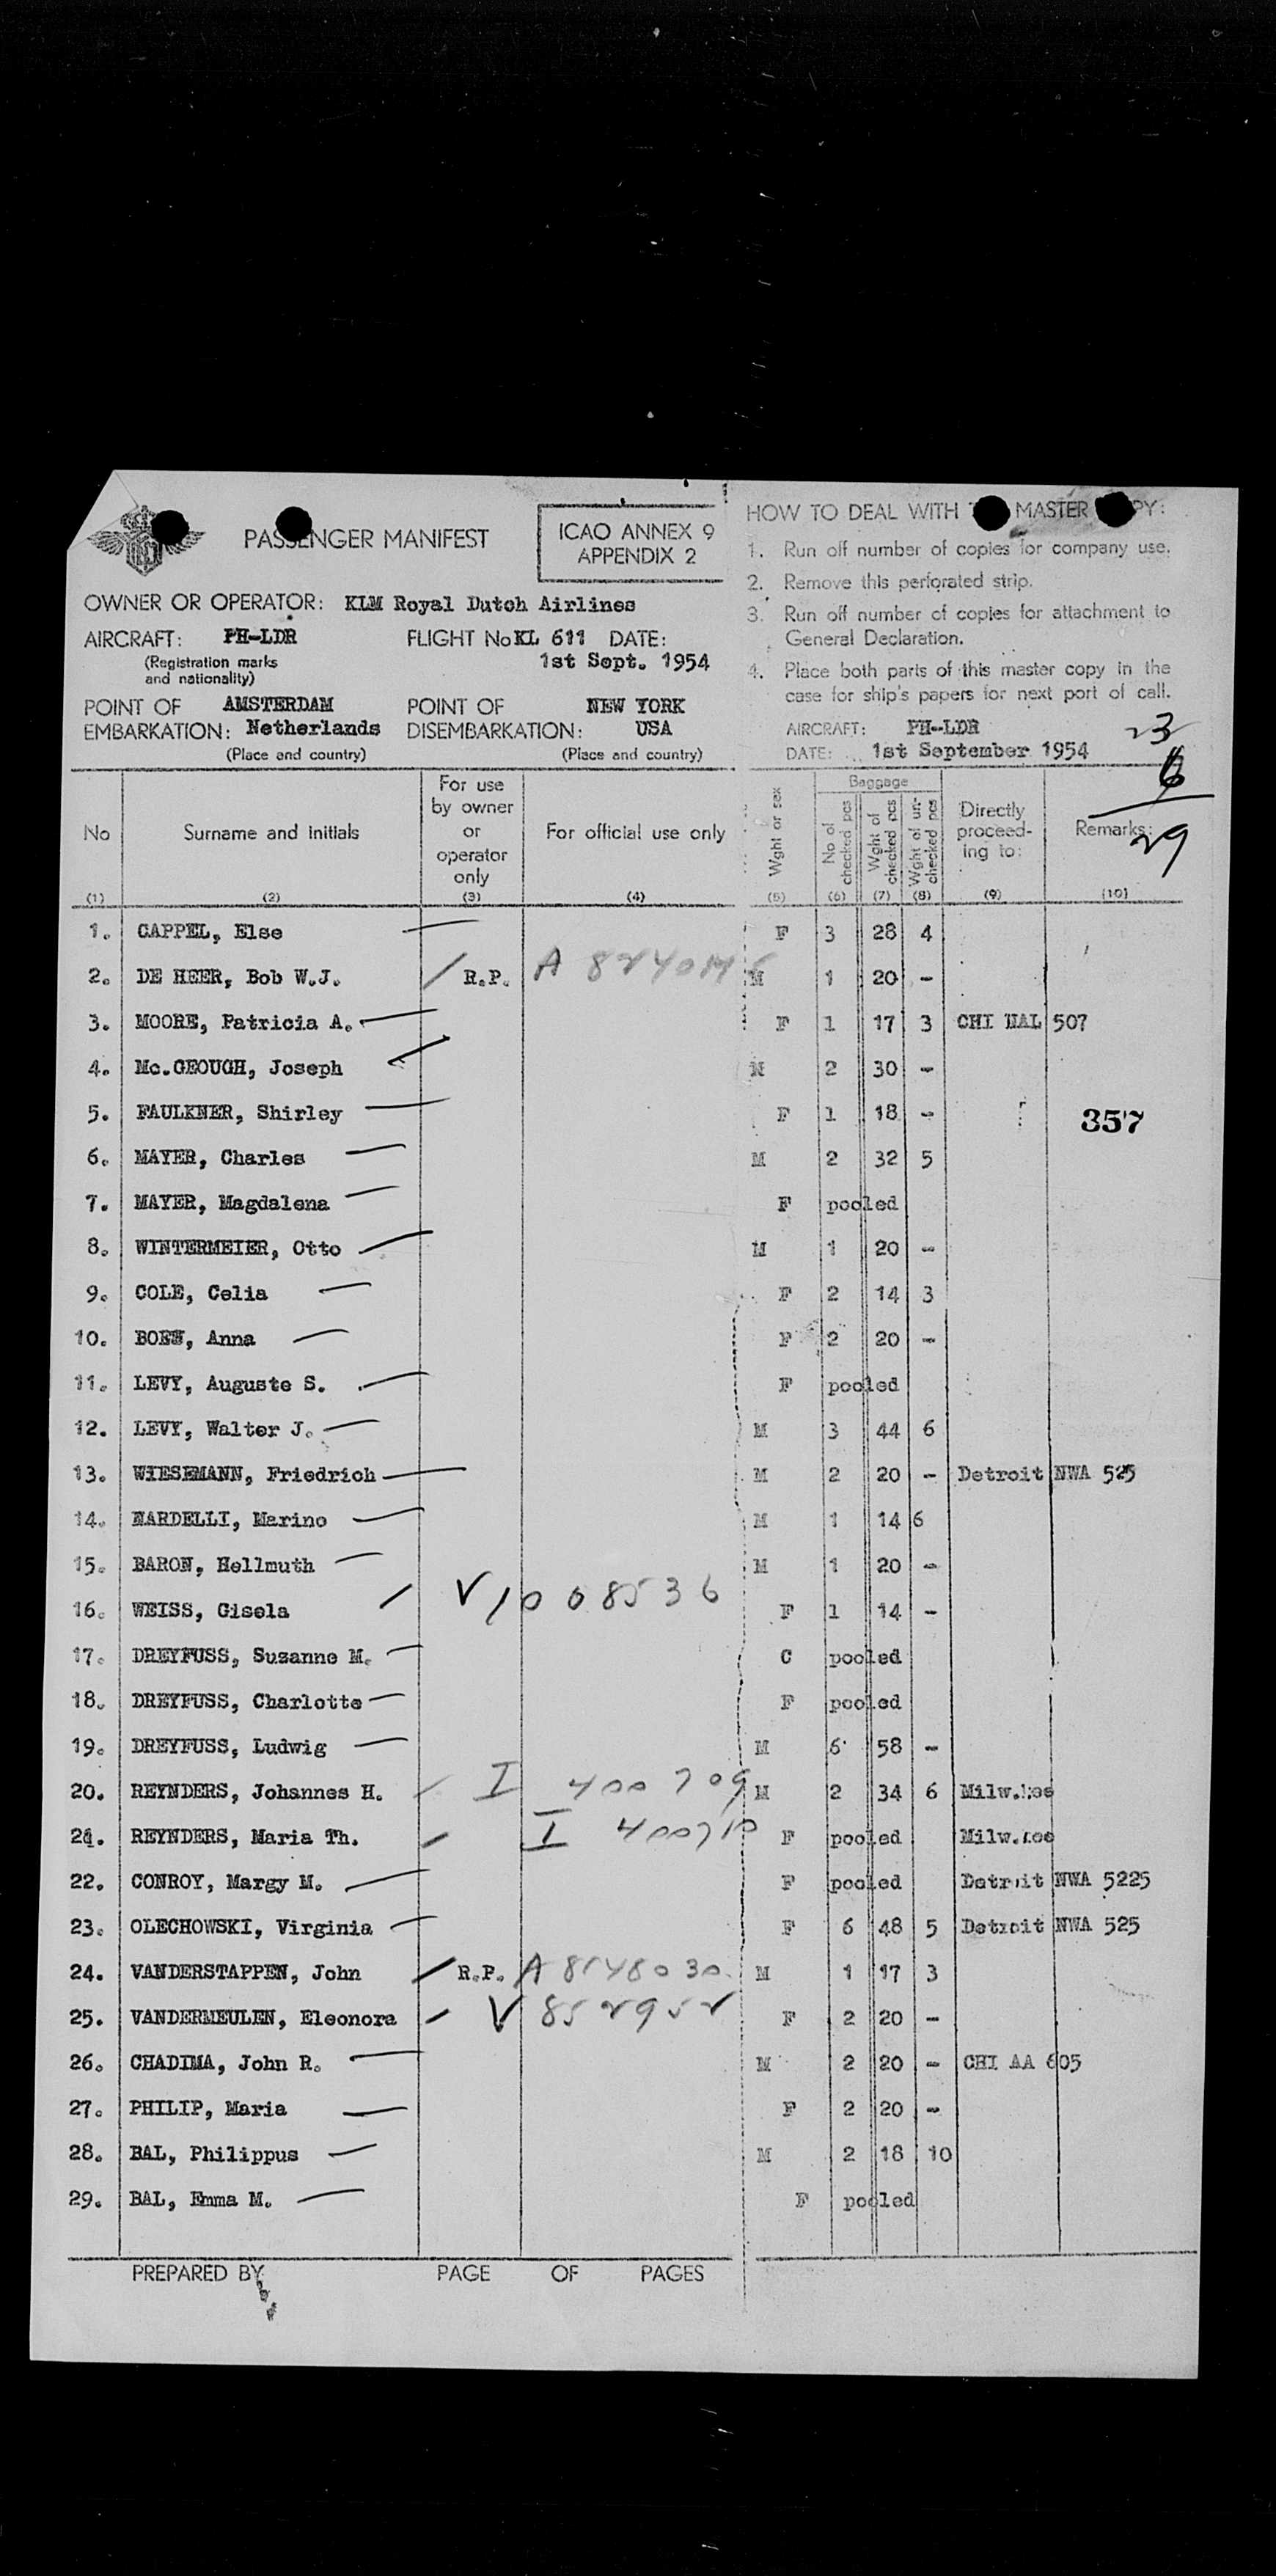 PASSENGER MANIFEST
ICAO ANNEX 9
APPENDIX 2
OWNER OR OPERATOR: KLM Royal Dutch Airlines
AIRCRAFT: PH-LDR FLIGHT No KL 611 DATE:
(Registration marks and nationality) 1st Sept. 1954
POINT OF AMSTERDAM POINT OF NEW YORK
EMBARKATION: Netherlands DISEMBARKATION: USA
(Place and country) (Place and country)
HOW TO DEAL WITH MASTER
1. Run off number of copies for company use.
2. Remove this perforated strip.
3. Run off number of copies for attachment to
General Declaration.
4. Place both parts of this master copy in the
case for ship's papers for next port of call.
AIRCRAFT: PH-LDR
DATE: ... 1st September 1954
23
6
29
No Surname and initials For use by owner or operator only For official use only Wght or sex Baggage No of checked pcs Wght of checked pcs Wght of un-checked pcs Directly proceed-ing to: Remarks:
(1) (2) (3) (4) (5) (6) (7) (8) (9) (10)
1. CAPPEL, Else F 3 28 4
2. DE HEER, Bob W.J. R.P. A M 1 20 -
3. MOORE, Patricia A. F 1 17 3 CHI UAL 507
4. Mc.GEOUGH, Joseph M 2 30 -
5. FAULKNER, Shirley F 1 18 -
357
6. MAYER, Charles M 2 32 5
7. MAYER, Magdalena F pooled
8. WINTERMEIER, Otto M 1 20 -
9. COLE, Celia F 2 14 3
10. Anna F 2 20 -
11. LEVY, Auguste S. F pooled
12. LEVY, Walter J. M 3 44 6
13. WIESEMANN, Friedrich M 2 20 - Detroit NWA 525
14. NARDELLI, Marino M 1 14 6
15. BARON, Hellmuth M 1 20 -
16. WEISS, Gisela V1008536 F 1 14 -
17. DREYFUSS, Suzanne M. C pooled
18. DREYFUSS, Charlotte F pooled
19. DREYFUSS, Ludwig M 6 58 -
20. REYNDERS, Johannes H. I 400709 M 2 34 6 Milw.
21. REYNDERS, Maria Th. I 400710 F pooled Milw.
22. CONROY, Margy M. F pooled Detroit NWA 5225
23. OLECHOWSKI, Virginia F 6 48 5 Detroit NWA 525
24. VANDERSTAPPEN, John R.P. A 8148030 M 1 17 3
25. VANDERMEULEN, Eleonora V 852952 F 2 20 -
26. CHADIMA, John R. M 2 20 - CHI AA 605
27. PHILIP, Maria F 2 20 -
28. BAL, Philippus M 2 18 10
29. BAL, Emma M. F pooled
PREPARED BY PAGE OF PAGES